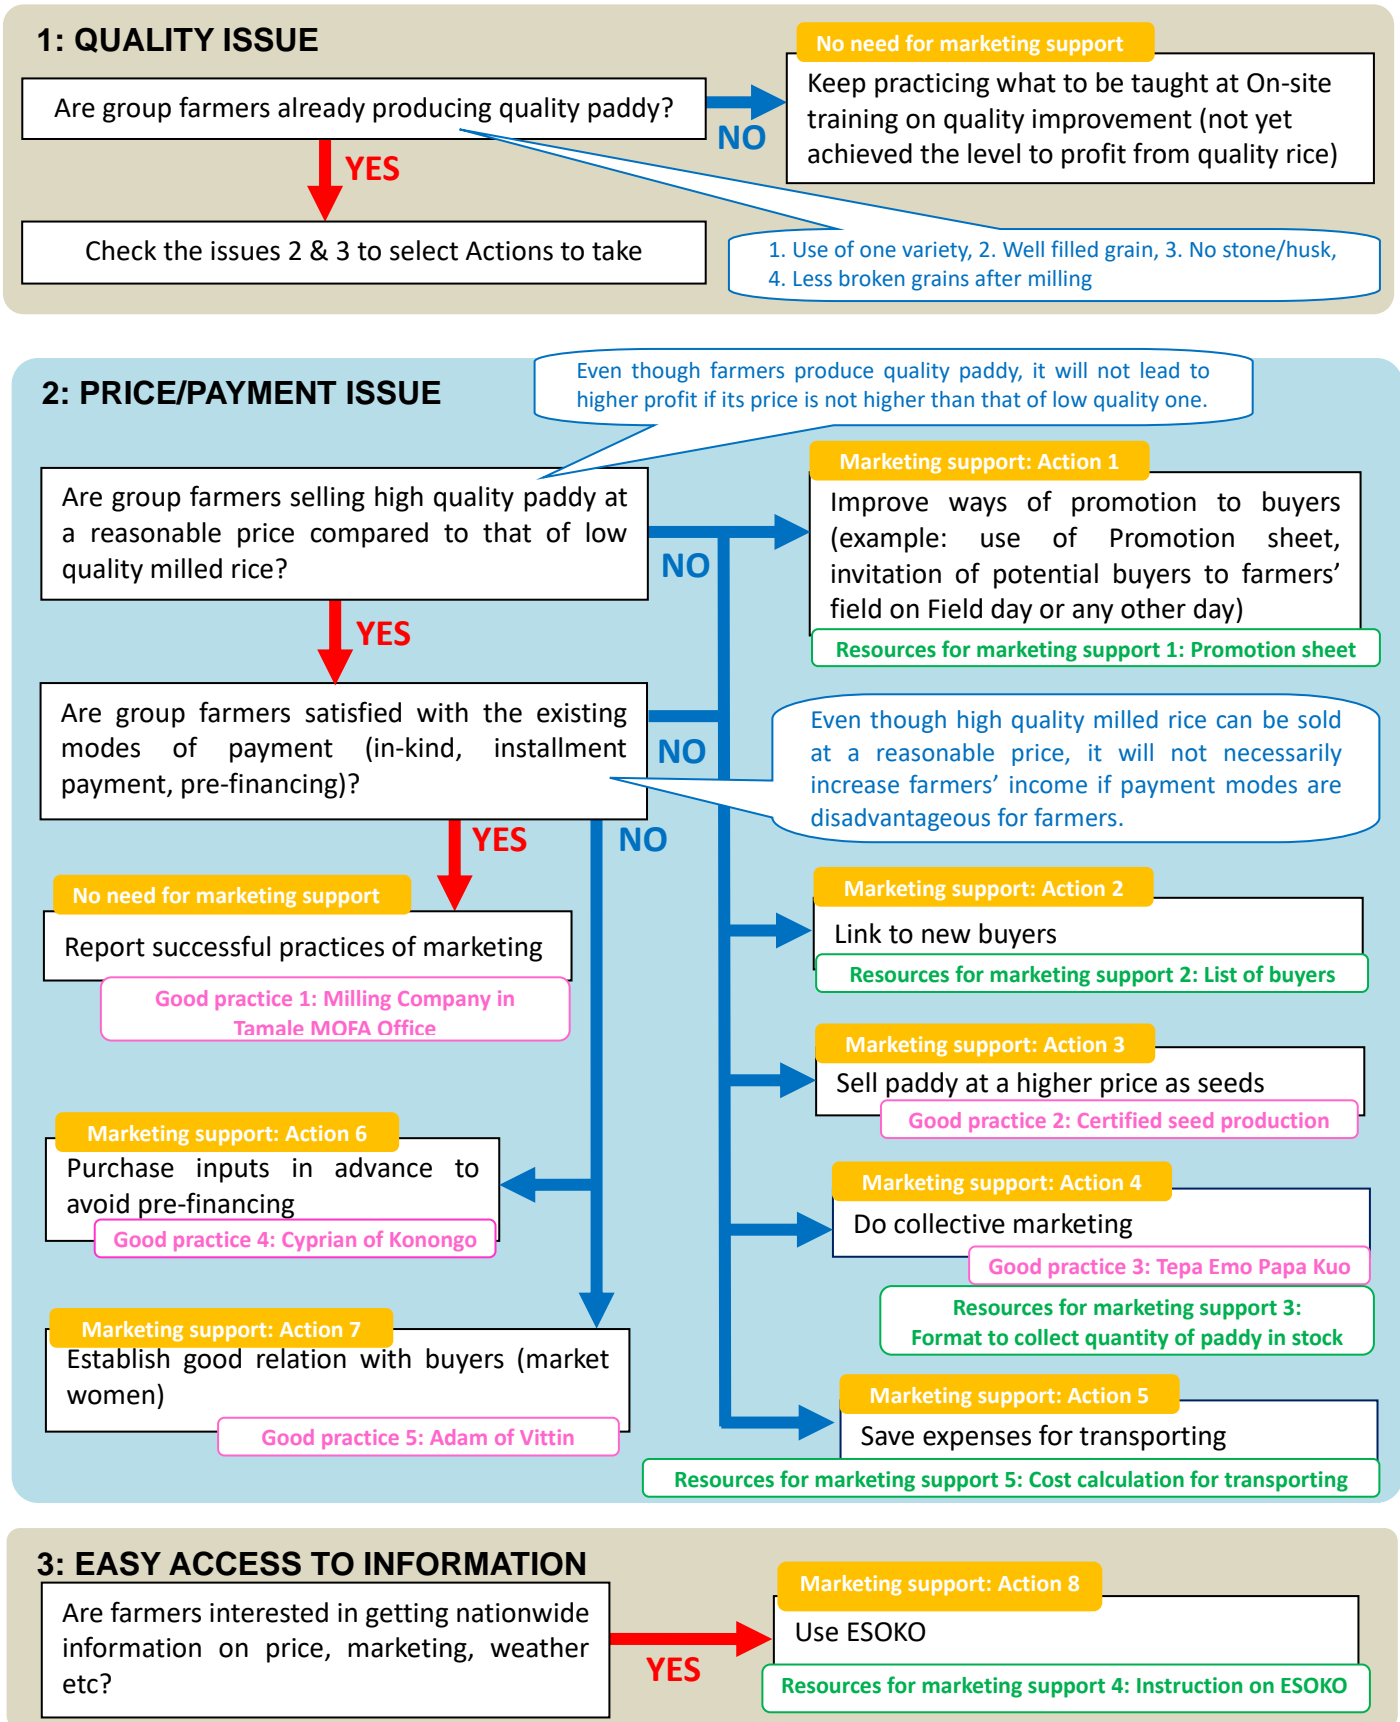 1: QUALITY ISSUE
Are group farmers already producing quality paddy?
NO
No need for marketing support
Keep practicing what to be taught at On-site
training on quality improvement (not yet
achieved the level to profit from quality rice)
YES
Check the issues 2 & 3 to select Actions to take
1. Use of one variety, 2. Well filled grain, 3. No stone/husk,
4. Less broken grains after milling
2: PRICE/PAYMENT ISSUE
Even though farmers produce quality paddy, it will not lead to
higher profit if its price is not higher than that of low quality one.
Are group farmers selling high quality paddy at
a reasonable price compared to that of low
quality milled rice?
NO
Marketing support: Action 1
Improve ways of promotion to buyers
(example: use of Promotion sheet,
invitation of potential buyers to farmers’
field on Field day or any other day)
Resources for marketing support 1: Promotion sheet
YES
Are group farmers satisfied with the existing
modes of payment (in-kind, installment
payment, pre-financing)?
NO
Even though high quality milled rice can be sold
at a reasonable price, it will not necessarily
increase farmers’ income if payment modes are
disadvantageous for farmers.
YES
NO
No need for marketing support
Report successful practices of marketing
Good practice 1: Milling Company in
Tamale MOFA Office
Marketing support: Action 2
Link to new buyers
Resources for marketing support 2: List of buyers
Marketing support: Action 3
Sell paddy at a higher price as seeds
Good practice 2: Certified seed production
Marketing support: Action 6
Purchase inputs in advance to
avoid pre-financing
Good practice 4: Cyprian of Konongo
Marketing support: Action 4
Do collective marketing
Good practice 3: Tepa Emo Papa Kuo
Resources for marketing support 3:
Format to collect quantity of paddy in stock
Marketing support: Action 7
Establish good relation with buyers (market
women)
Good practice 5: Adam of Vittin
Marketing support: Action 5
Save expenses for transporting
Resources for marketing support 5: Cost calculation for transporting
3: EASY ACCESS TO INFORMATION
Are farmers interested in getting nationwide
information on price, marketing, weather
etc?
YES
Marketing support: Action 8
Use ESOKO
Resources for marketing support 4: Instruction on ESOKO